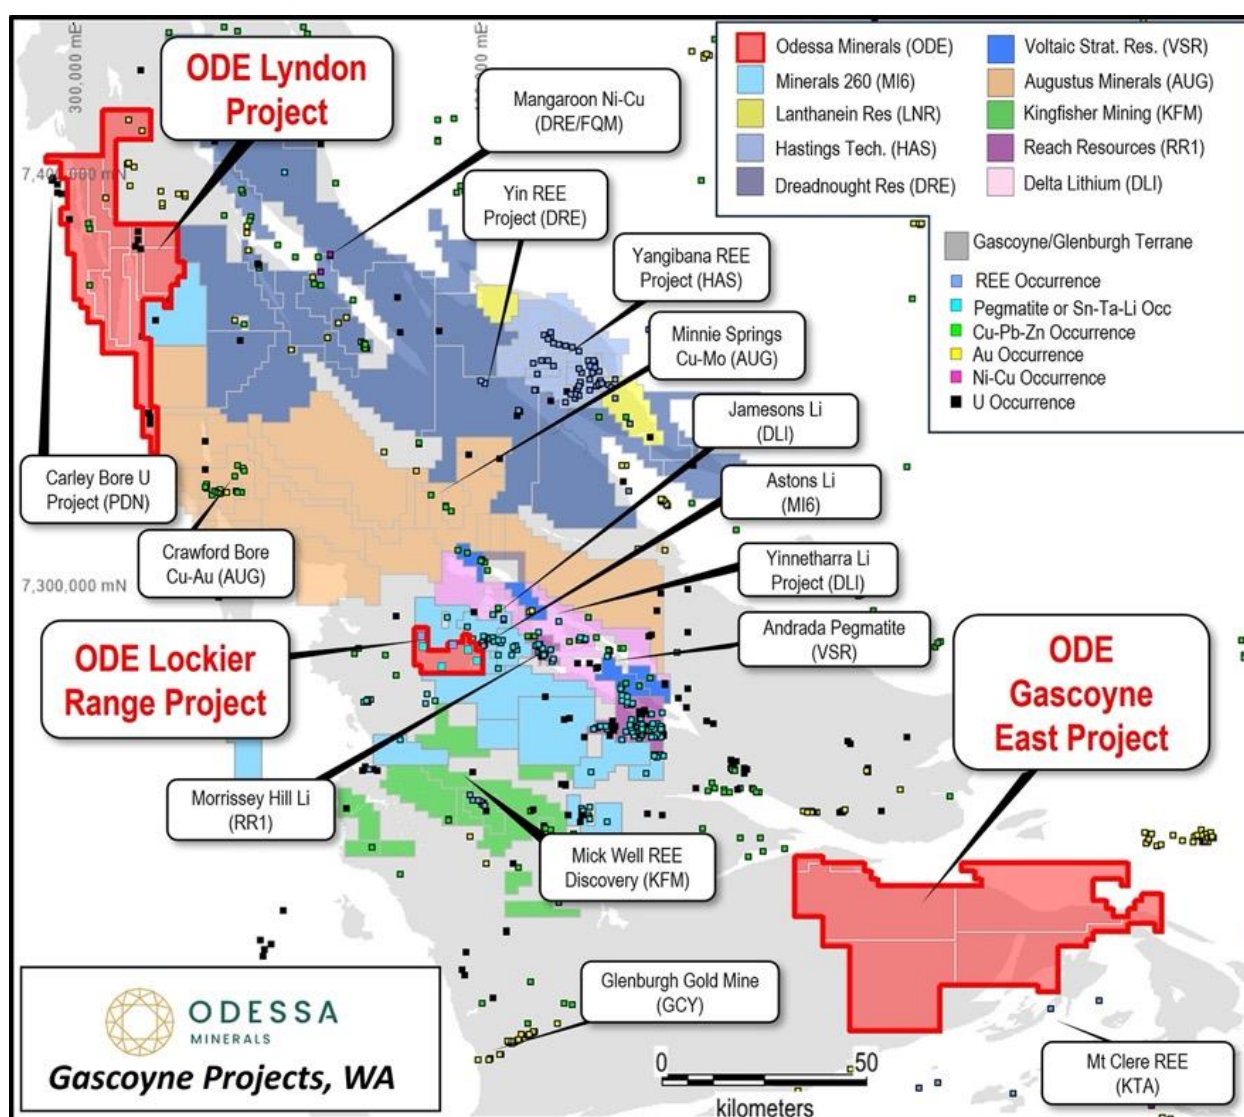 300,000 mE
mE
7,400,000 mN
7,300,000 mN
ODE Lyndon
Project
Mangaroon Ni-Cu
(DRE/FQM)
Yin REE
Project (DRE)
Yangibana REE
Project (HAS)
Minnie Springs
Cu-Mo (AUG)
Jamesons Li
(DLI)
Astons Li
(MI6)
Yinnetharra Li
Project (DLI)
Andrada Pegmatite
(VSR)
Carley Bore U
Project (PDN)
Crawford Bore
Cu-Au (AUG)
ODE Lockier
Range Project
Morrissey Hill Li
(RR1)
Mick Well REE
Discovery (KFM)
ODE
Gascoyne
East Project
Glenburgh Gold Mine
(GCY)
Mt Clere REE
(KTA)
Odessa Minerals (ODE)
Minerals 260 (MI6)
Lanthanein Res (LNR)
Hastings Tech. (HAS)
Dreadnought Res (DRE)
Voltaic Strat. Res. (VSR)
Augustus Minerals (AUG)
Kingfisher Mining (KFM)
Reach Resources (RR1)
Delta Lithium (DLI)
Gascoyne/Glenburgh Terrane
REE Occurrence
Pegmatite or Sn-Ta-Li Occ
Cu-Pb-Zn Occurrence
Au Occurrence
Ni-Cu Occurrence
U Occurrence
ODESSA
MINERALS
Gascoyne Projects, WA
0 50
kilometers